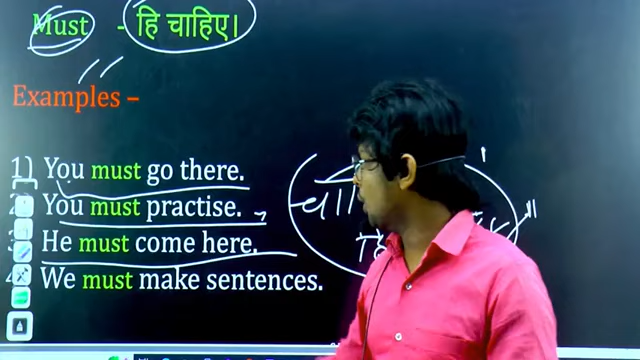 Must - हि चाहिए।
Examples –
1) You must go there.
2) You must practise.
3) He must come here.
4) We must make sentences.